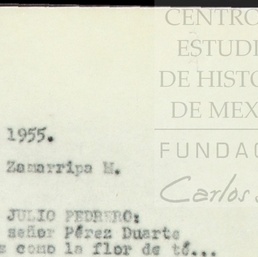 CENTRO
ESTUDI
DE HISTO
DE MEX
FUNDAC
Carlos
1955.
Zamarripa M.
JULIO PEDRERO:
señor Pérez Duarte
como la flor de té...